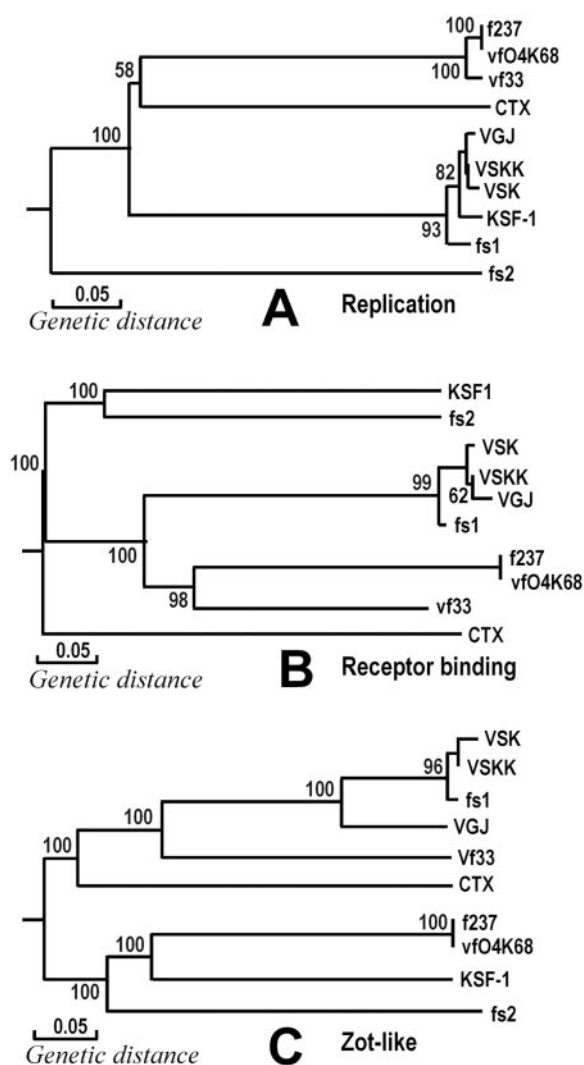 100
f237
vfO4K68
58
100
vf33
CTX
100
VGJ
82
VSKK
VSK
KSF-1
93
fs1
fs2
0.05
Genetic distance
A Replication
100
KSF1
fs2
100
VSK
99
VSKK
62
VGJ
fs1
100
f237
vfO4K68
98
vf33
CTX
0.05
Genetic distance
B Receptor binding
VSK
96
VSKK
100
fs1
100
VGJ
100
Vf33
CTX
100
f237
vfO4K68
100
KSF-1
100
fs2
0.05
Genetic distance
C Zot-like